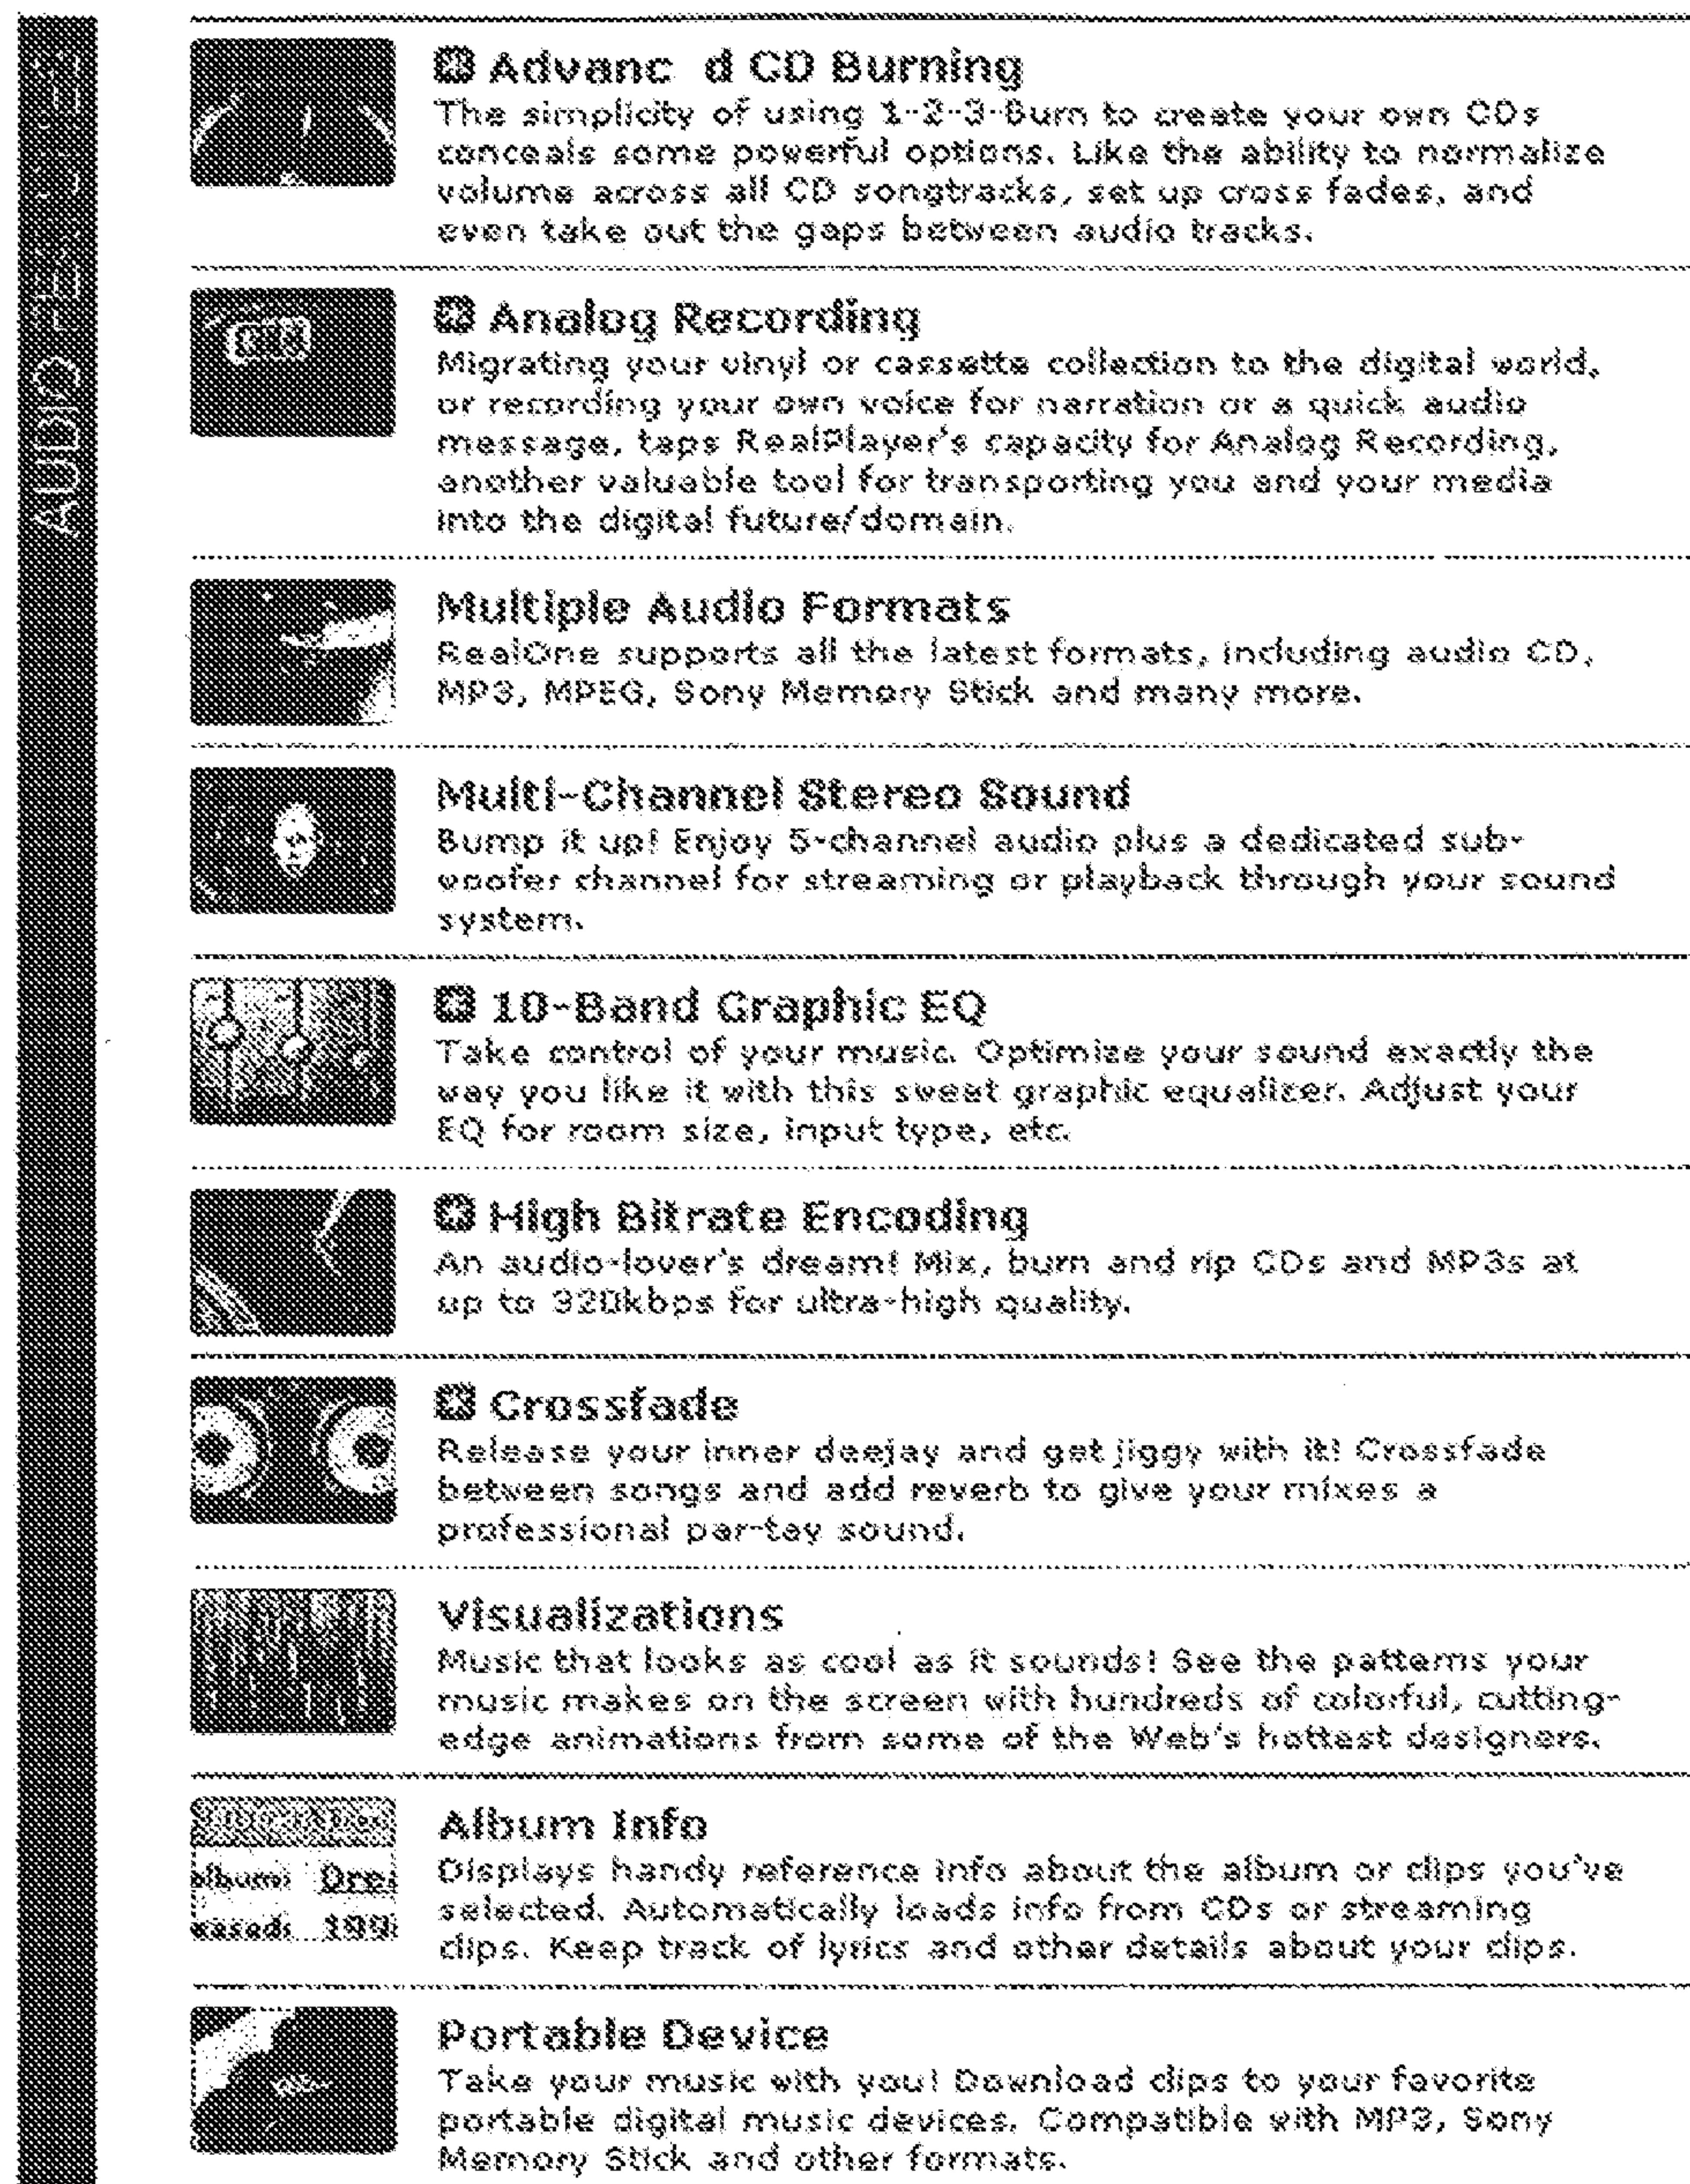 AUDIO FEATURES
Advanc d CD Burning
The simplicity of using 1-2-3-Burn to create your own CDs
conceals some powerful options. Like the ability to normalize
volume across all CD songtracks, set up cross fades, and
even take out the gaps between audio tracks.
Analog Recording
Migrating your vinyl or cassette collection to the digital world,
or recording your own voice for narration or a quick audio
message, taps RealPlayer's capacity for Analog Recording,
another valuable tool for transporting you and your media
into the digital future/domain.
Multiple Audio Formats
RealOne supports all the latest formats, including audio CD,
MP3, MPEG, Sony Memory Stick and many more.
Multi-Channel Stereo Sound
Bump it up! Enjoy 5-channel audio plus a dedicated sub-
woofer channel for streaming or playback through your sound
system.
10-Band Graphic EQ
Take control of your music. Optimize your sound exactly the
way you like it with this sweet graphic equalizer. Adjust your
EQ for room size, input type, etc.
High Bitrate Encoding
An audio-lover's dream! Mix, burn and rip CDs and MP3s at
up to 320kbps for ultra-high quality.
Crossfade
Release your inner deejay and get jiggy with it! Crossfade
between songs and add reverb to give your mixes a
professional par-tay sound.
Visualizations
Music that looks as cool as it sounds! See the patterns your
music makes on the screen with hundreds of colorful, cutting-
edge animations from some of the Web's hottest designers.
Album Info
album: Dre
eased: 199
Displays handy reference info about the album or clips you've
selected. Automatically loads info from CDs or streaming
clips. Keep track of lyrics and other details about your clips.
Portable Device
Take your music with you! Download clips to your favorite
portable digital music devices. Compatible with MP3, Sony
Memory Stick and other formats.